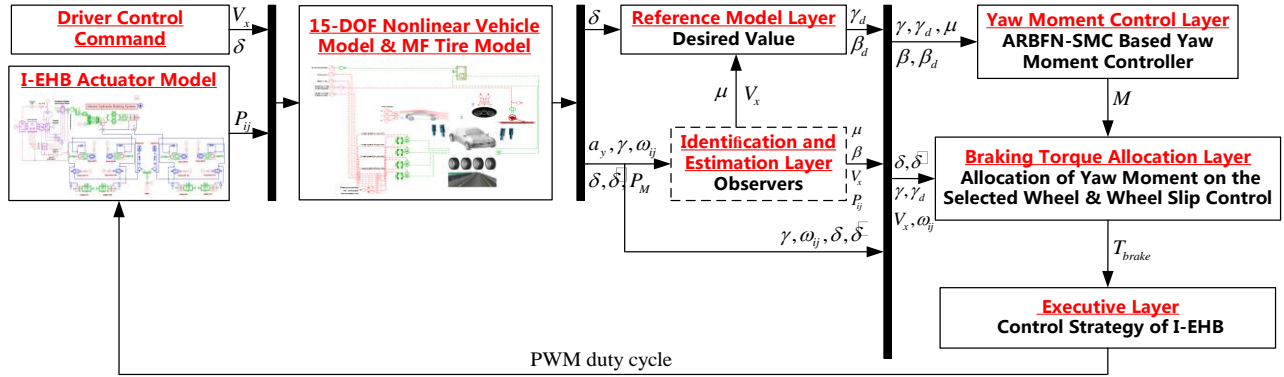 Driver Control
Command
V_x
δ
I-EHB Actuator Model
P_ij
15-DOF Nonlinear Vehicle
Model & MF Tire Model
δ
Reference Model Layer
Desired Value
γ_d
β_d
μ V_x
a_y, γ, ω_ij
δ, δ, P_M
Identification and
Estimation Layer
Observers
μ
β
V_x
P_ij
γ, ω_ij, δ, δ
γ, γ_d, μ
β, β_d
Yaw Moment Control Layer
ARBFN-SMC Based Yaw
Moment Controller
M
δ, δ
γ, γ_d
V_x, ω_ij
Braking Torque Allocation Layer
Allocation of Yaw Moment on the
Selected Wheel & Wheel Slip Control
T_brake
Executive Layer
Control Strategy of I-EHB
PWM duty cycle